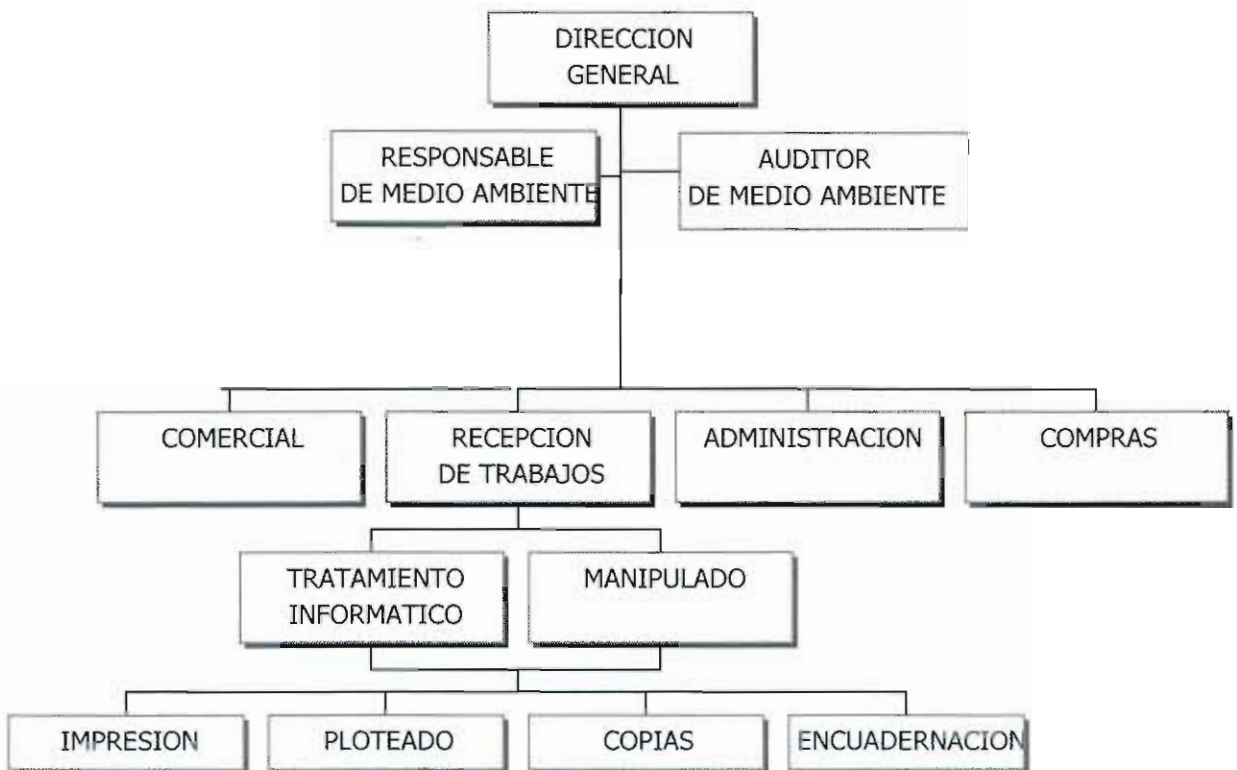 DIRECCION
GENERAL
RESPONSABLE
DE MEDIO AMBIENTE
AUDITOR
DE MEDIO AMBIENTE
COMERCIAL
RECEPCION
DE TRABAJOS
ADMINISTRACION
COMPRAS
TRATAMIENTO
INFORMATICO
MANIPULADO
IMPRESION
PLOTEADO
COPIAS
ENCUADERNACION